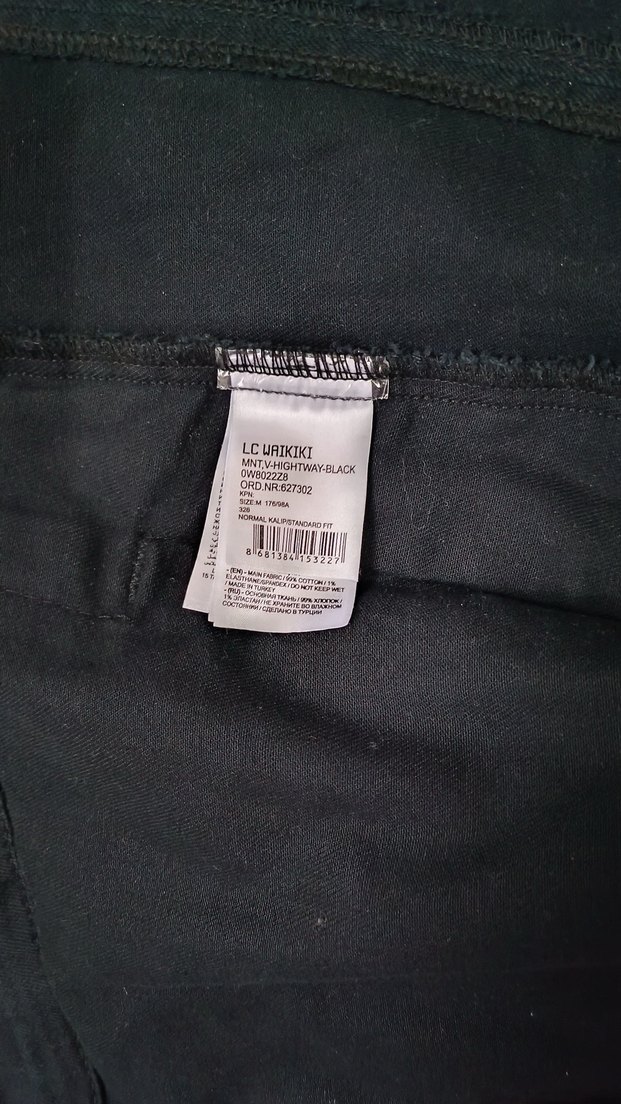 LC WAIKIKI
MNT,V-HIGHTWAY-BLACK
0W8022Z8
ORD.NR:627302
KPN:
SIZE:M 176/98A
328
NORMAL KALIP/STANDARD FIT
8 681384 153227
- (EN) - MAIN FABRIC / 99% COTTON / 1%
ELASTHANE/SPANDEX / DO NOT KEEP WET
/ MADE IN TURKEY
- (RU) - ОСНОВНАЯ ТКАНЬ / 99% ХЛОПОК /
1% ЭЛАСТАН / НЕ ХРАНИТЕ ВО ВЛАЖНОМ
СОСТОЯНИИ / СДЕЛАНО В ТУРЦИИ